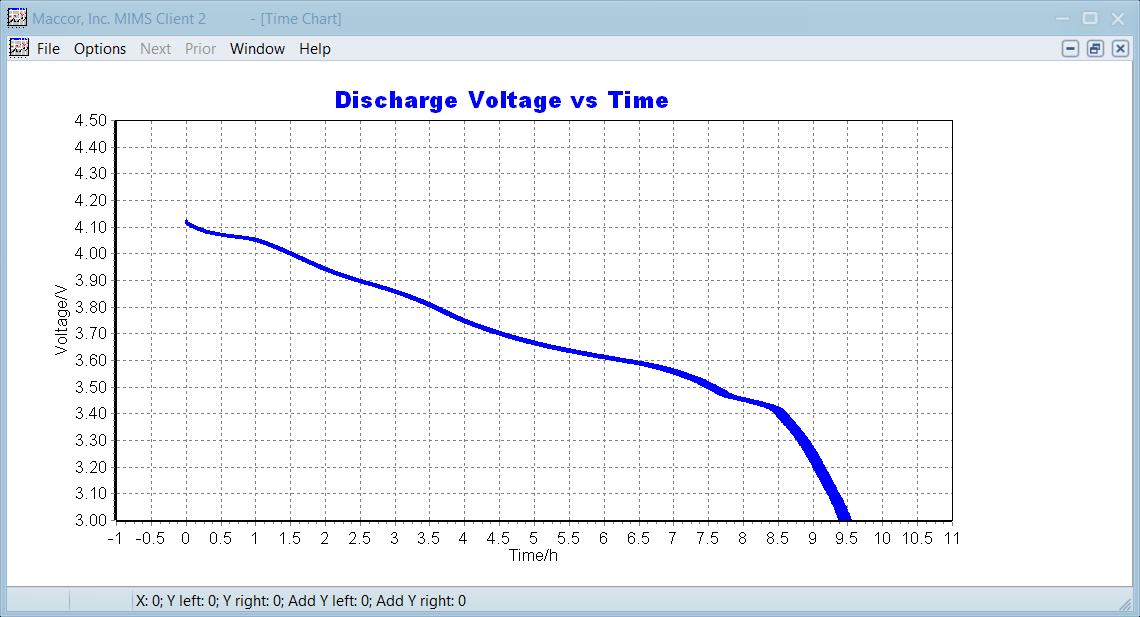 Maccor, Inc. MIMS Client 2 - [Time Chart]
File Options Next Prior Window Help
Discharge Voltage vs Time
4.50
4.40
4.30
4.20
4.10
4.00
3.90
3.80
3.70
3.60
3.50
3.40
3.30
3.20
3.10
3.00
Voltage/V
-1 -0.5 0 0.5 1 1.5 2 2.5 3 3.5 4 4.5 5 5.5 6 6.5 7 7.5 8 8.5 9 9.5 10 10.5 11
Time/h
X: 0; Y left: 0; Y right: 0; Add Y left: 0; Add Y right: 0